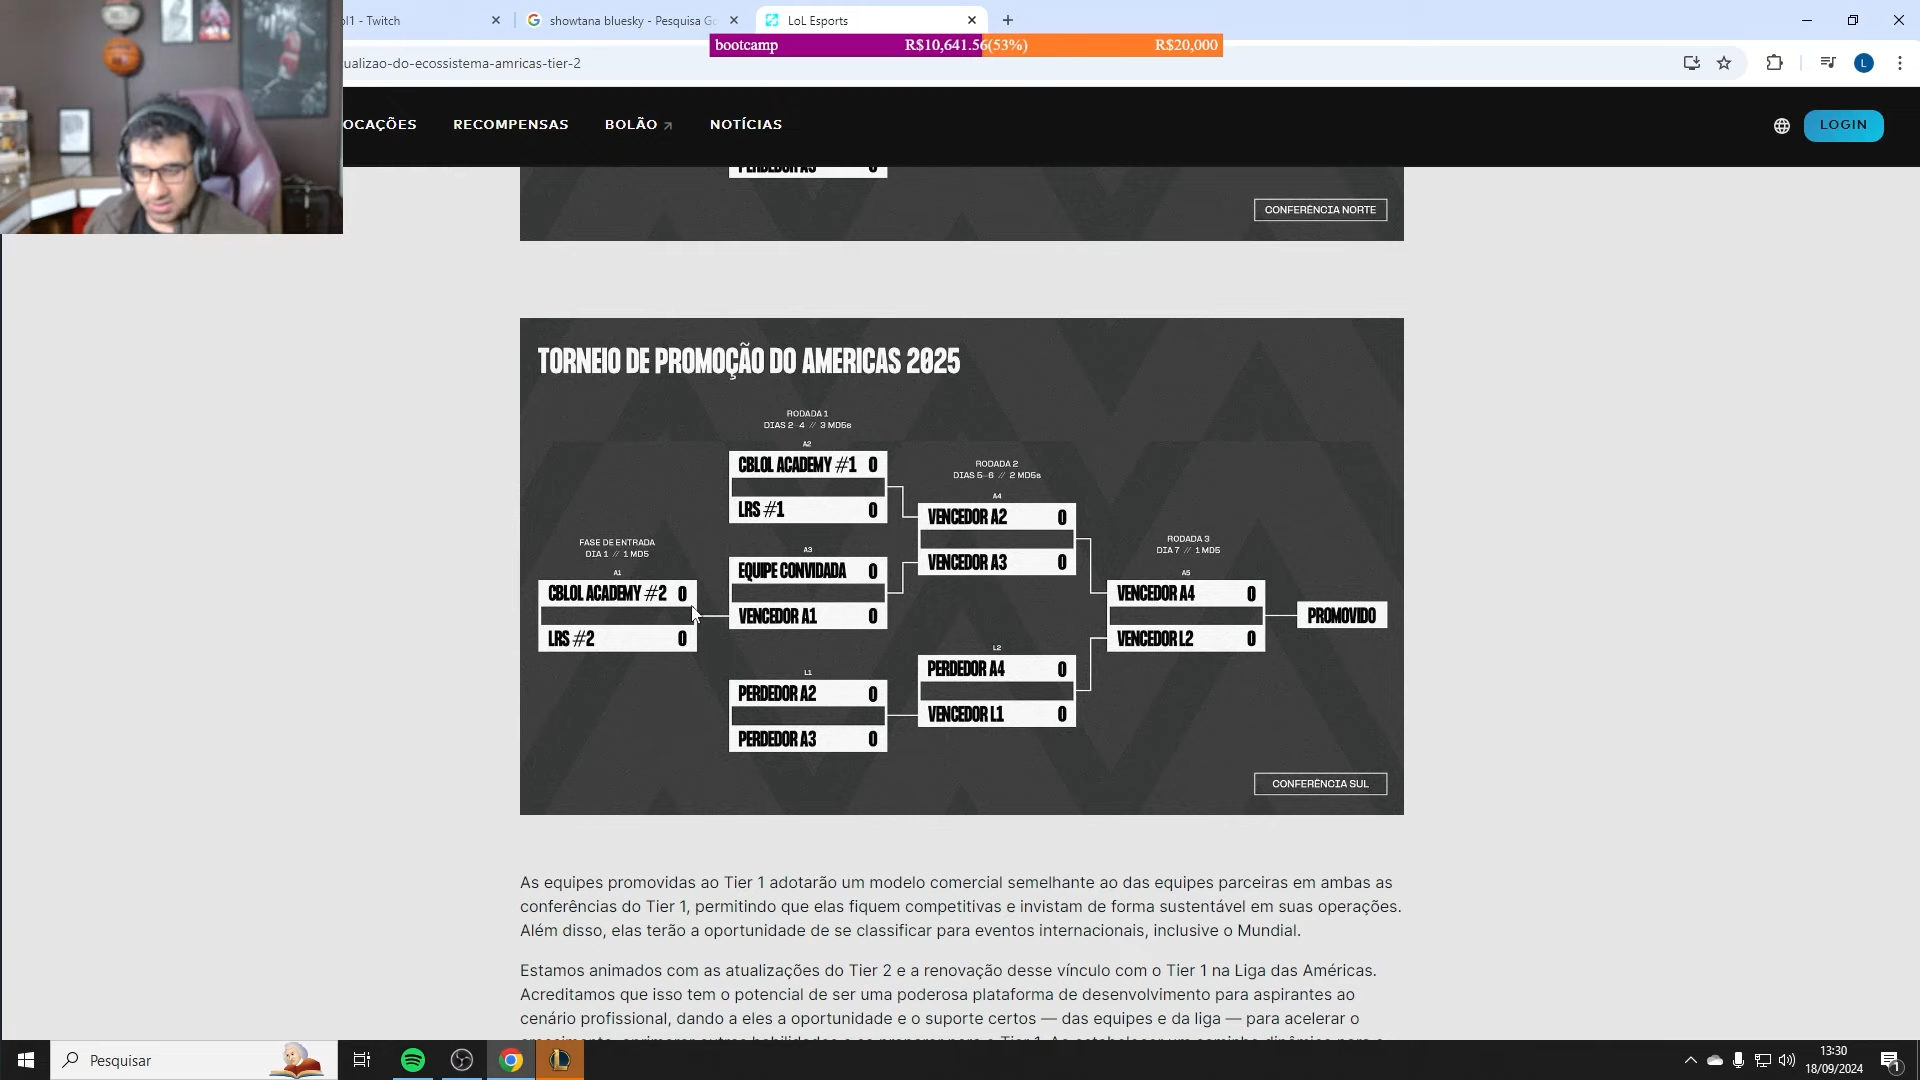 ol1 - Twitch
showtana bluesky - Pesquisa Go
LoL Esports
bootcamp R$10,641.56(53%) R$20,000
ualizao-do-ecossistema-amricas-tier-2
L
OCAÇÕES RECOMPENSAS BOLÃO NOTÍCIAS LOGIN
PERDEDOR A3 0
CONFERÊNCIA NORTE
TORNEIO DE PROMOÇÃO DO AMERICAS 2025
RODADA 1
DIAS 2-4 // 3 MD5s
A2
CBLOL ACADEMY #1 0
LRS #1 0
RODADA 2
DIAS 5-6 // 2 MD5s
A4
VENCEDOR A2 0
VENCEDOR A3 0
FASE DE ENTRADA
DIA 1 // 1 MD5
A1
CBLOL ACADEMY #2 0
LRS #2 0
A3
EQUIPE CONVIDADA 0
VENCEDOR A1 0
RODADA 3
DIA 7 // 1 MD5
A5
VENCEDOR A4 0
VENCEDOR L2 0
PROMOVIDO
L1
PERDEDOR A2 0
PERDEDOR A3 0
L2
PERDEDOR A4 0
VENCEDOR L1 0
CONFERÊNCIA SUL
As equipes promovidas ao Tier 1 adotarão um modelo comercial semelhante ao das equipes parceiras em ambas as
conferências do Tier 1, permitindo que elas fiquem competitivas e invistam de forma sustentável em suas operações.
Além disso, elas terão a oportunidade de se classificar para eventos internacionais, inclusive o Mundial.
Estamos animados com as atualizações do Tier 2 e a renovação desse vínculo com o Tier 1 na Liga das Américas.
Acreditamos que isso tem o potencial de ser uma poderosa plataforma de desenvolvimento para aspirantes ao
cenário profissional, dando a eles a oportunidade e o suporte certos — das equipes e da liga — para acelerar o
Pesquisar
13:30
18/09/2024
1